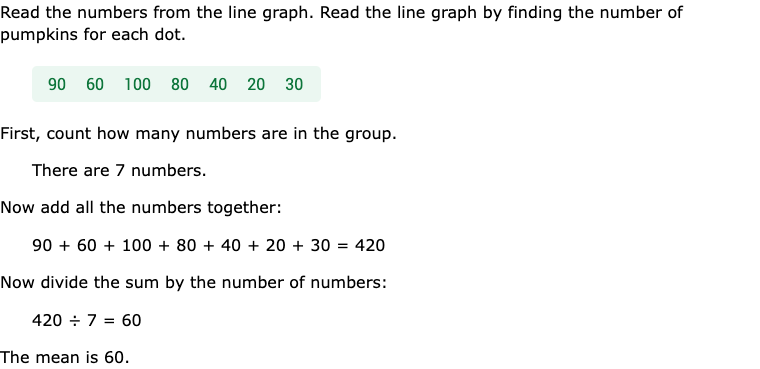 Read the numbers from the line graph. Read the line graph by finding the number of
pumpkins for each dot.
90 60 100 80 40 20 30
First, count how many numbers are in the group.
There are 7 numbers.
Now add all the numbers together:
90 + 60 + 100 + 80 + 40 + 20 + 30 = 420
Now divide the sum by the number of numbers:
420 ÷ 7 = 60
The mean is 60.